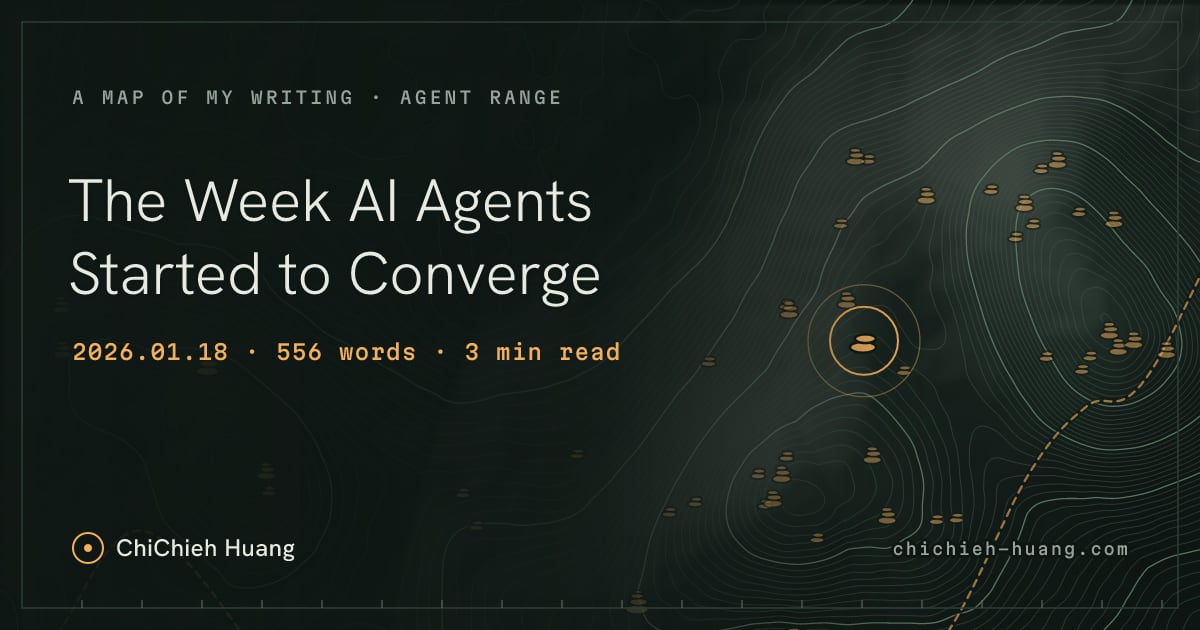 A MAP OF MY WRITING · AGENT RANGE
The Week AI Agents
Started to Converge
2026.01.18 · 556 words · 3 min read
ChiChieh Huang
chichieh-huang.com